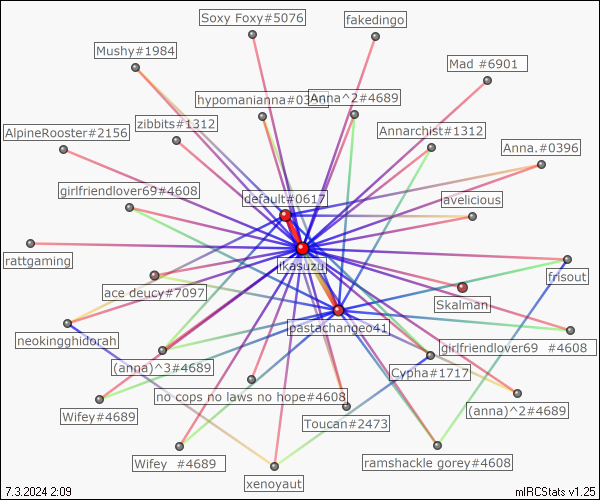 Soxy Foxy#5076
fakedingo
Mushy#1984
Mad #6901
hypomanianna#0396
Anna^2#4689
zibbits#1312
AlpineRooster#2156
Annarchist#1312
Anna.#0396
girlfriendlover69#4608
default#0617
avelicious
rattgaming
ikasuzu
frisout
ace deucy#7097
Skalman
pastachangeo41
neokingghidorah
girlfriendlover69 #4608
(anna)^3#4689
Cypha#1717
no cops no laws no hope#4608
(anna)^2#4689
Wifey#4689
Toucan#2473
Wifey #4689
ramshackle gorey#4608
xenoyaut
7.3.2024 2:09
mIRCStats v1.25